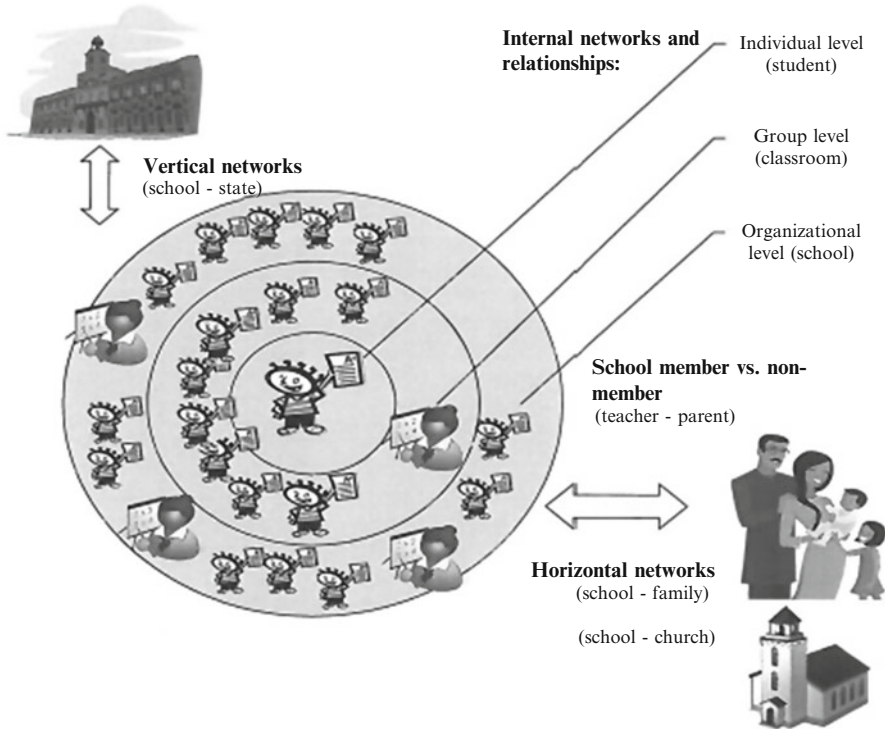 Internal networks and
relationships:
Individual level
(student)
Group level
(classroom)
Vertical networks
(school - state)
Organizational
level (school)
School member vs. non-
member
(teacher - parent)
Horizontal networks
(school - family)
(school - church)